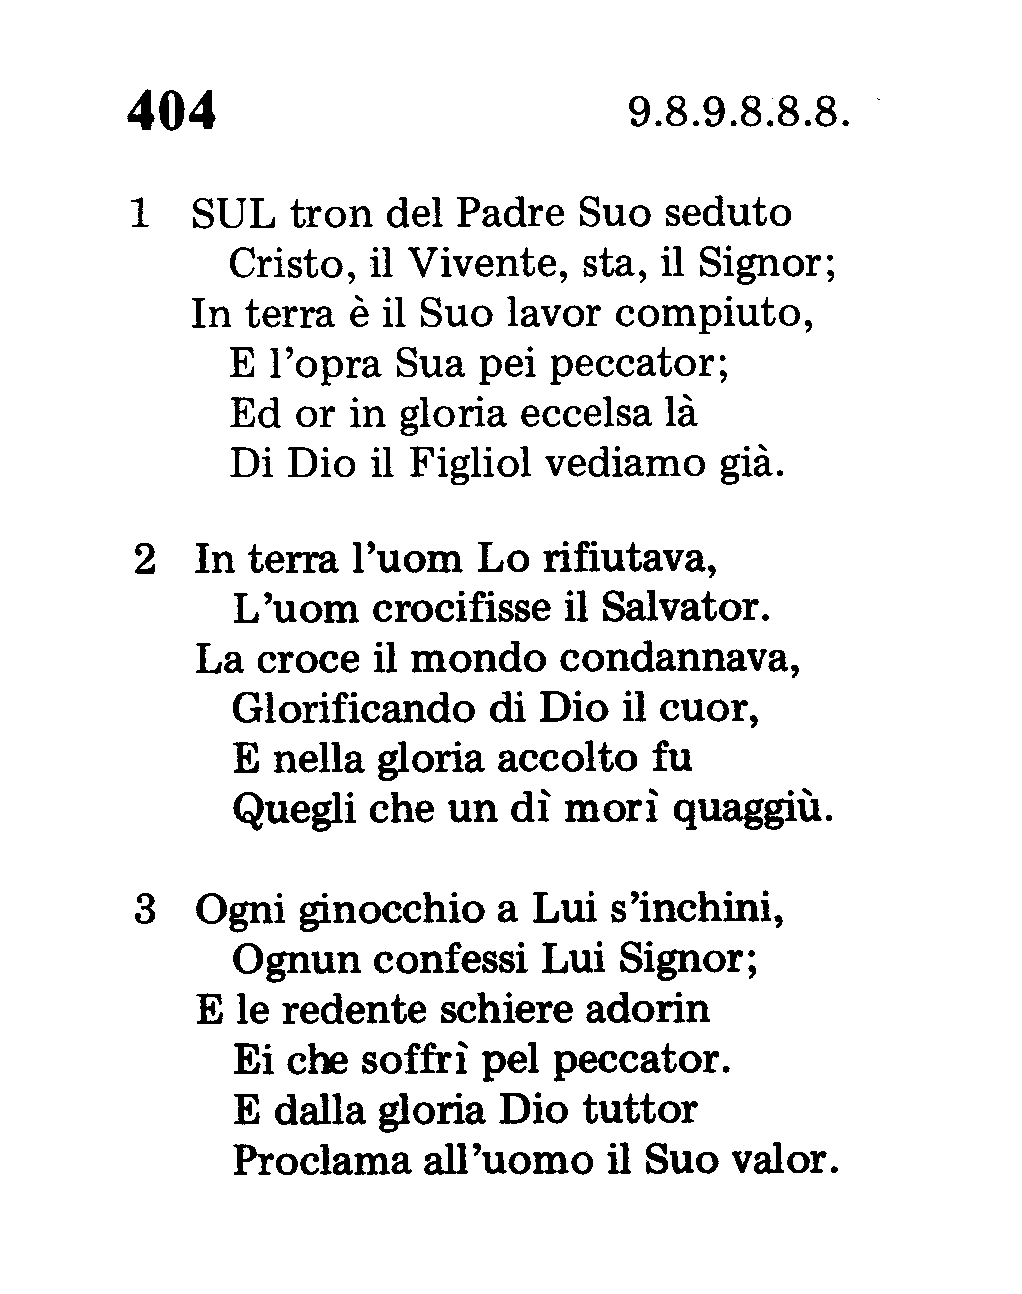 404 9.8.9.8.8.8.
1 SUL tron del Padre Suo seduto
Cristo, il Vivente, sta, il Signor;
In terra è il Suo lavor compiuto,
E l'opra Sua pei peccator;
Ed or in gloria eccelsa là
Di Dio il Figliol vediamo già.
2 In terra l'uom Lo rifiutava,
L'uom crocifisse il Salvator.
La croce il mondo condannava,
Glorificando di Dio il cuor,
E nella gloria accolto fu
Quegli che un dì morì quaggiù.
3 Ogni ginocchio a Lui s'inchini,
Ognun confessi Lui Signor;
E le redente schiere adorin
Ei che soffrì pel peccator.
E dalla gloria Dio tuttor
Proclama all'uomo il Suo valor.